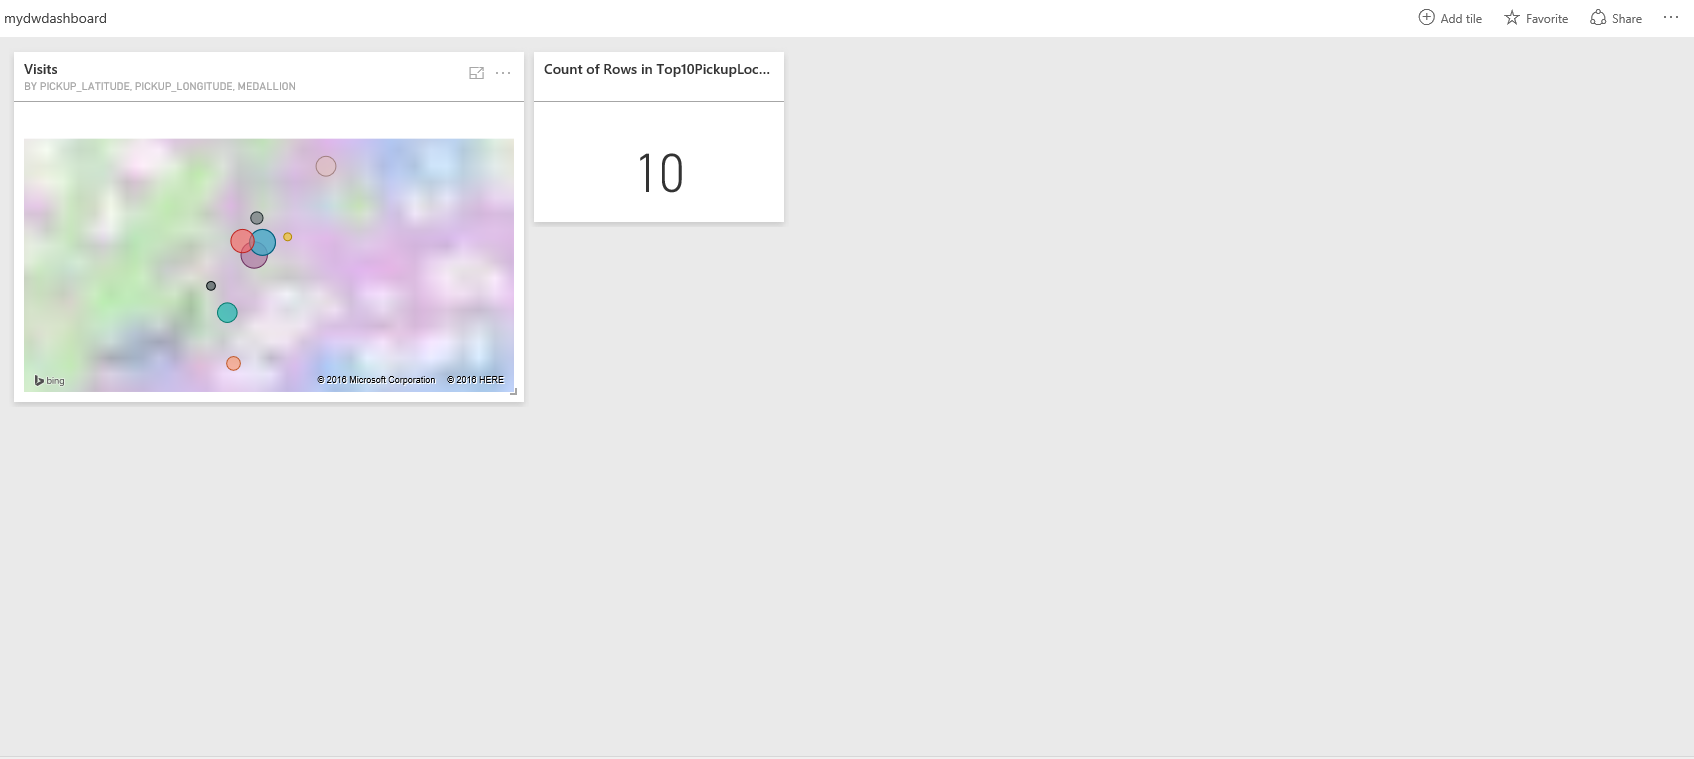 mydwdashboard
Add tile
Favorite
Share
...
Visits
BY PICKUP_LATITUDE, PICKUP_LONGITUDE, MEDALLION
...
Count of Rows in Top10PickupLoc...
10
bing
© 2016 Microsoft Corporation © 2016 HERE